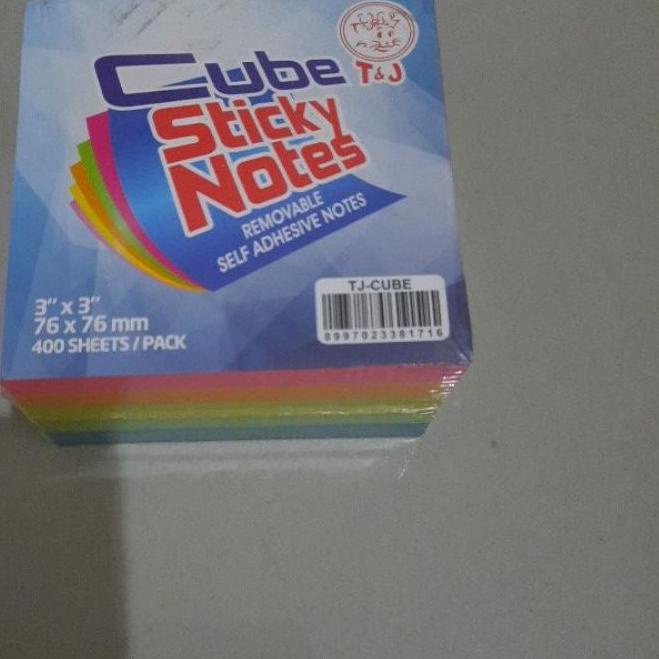 Cube
T&J
Sticky
Notes
REMOVABLE
SELF ADHESIVE NOTES
3" x 3"
76 x 76 mm
400 SHEETS / PACK
TJ-CUBE
8997023381716